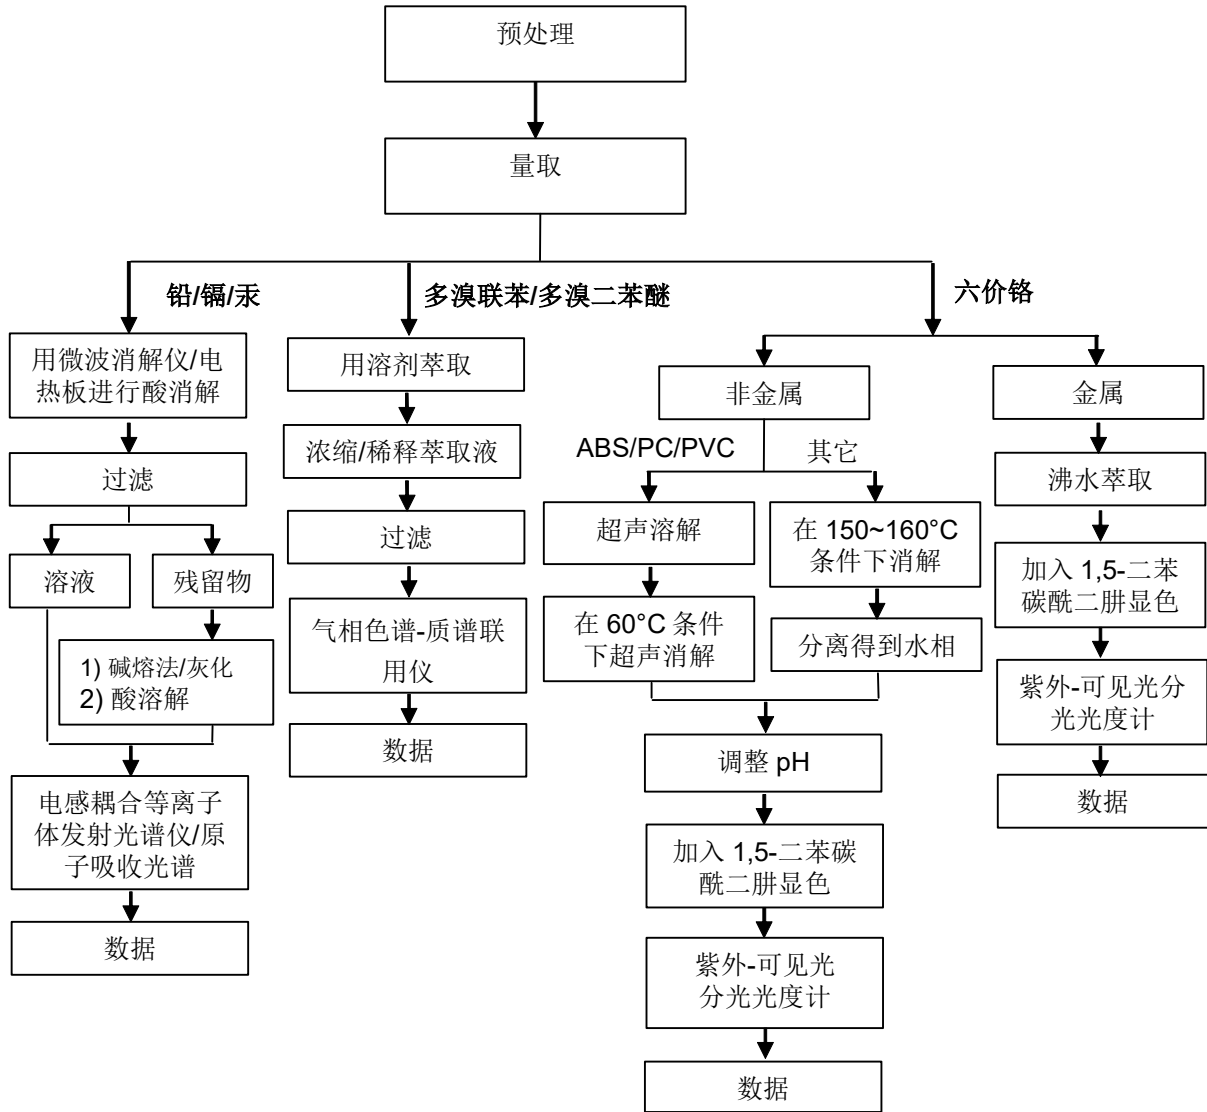 预处理
量取
铅/镉/汞
多溴联苯/多溴二苯醚
六价铬
用微波消解仪/电
热板进行酸消解
过滤
溶液
残留物
1) 碱熔法/灰化
2) 酸溶解
电感耦合等离子
体发射光谱仪/原
子吸收光谱
数据
用溶剂萃取
浓缩/稀释萃取液
过滤
气相色谱-质谱联
用仪
数据
非金属
ABS/PC/PVC
其它
超声溶解
在 60°C 条件
下超声消解
在 150~160°C
条件下消解
分离得到水相
调整 pH
加入 1,5-二苯碳
酰二肼显色
紫外-可见光
分光光度计
数据
金属
沸水萃取
加入 1,5-二苯
碳酰二肼显色
紫外-可见光分
光光度计
数据